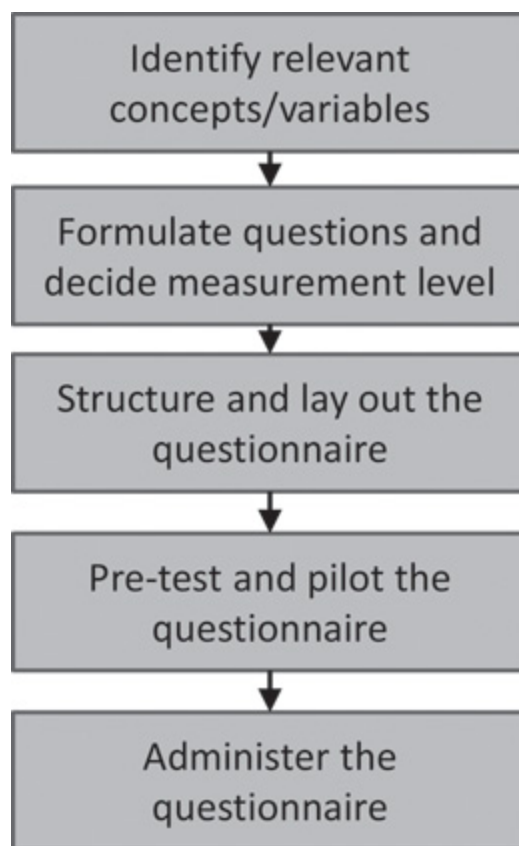 Identify relevant
concepts/variables
Formulate questions and
decide measurement level
Structure and lay out the
questionnaire
Pre-test and pilot the
questionnaire
Administer the
questionnaire